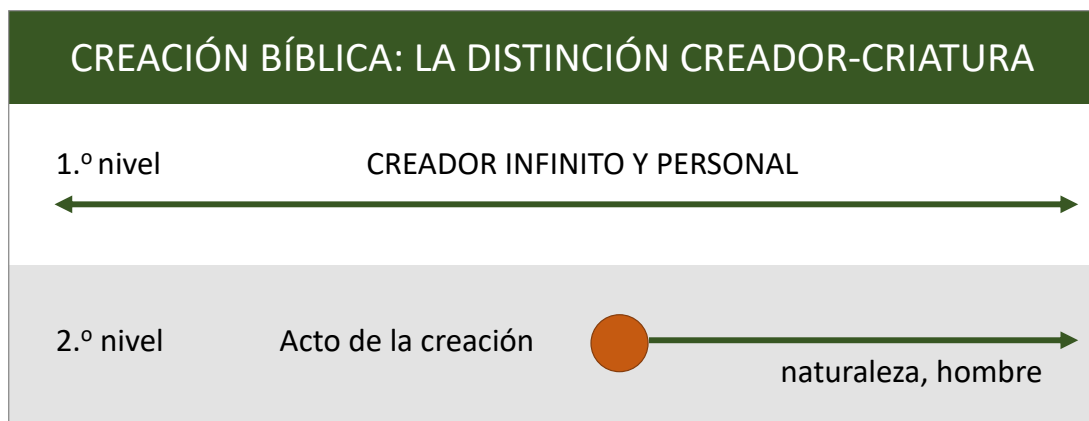 CREACIÓN BÍBLICA: LA DISTINCIÓN CREADOR-CRIATURA
1.º nivel CREADOR INFINITO Y PERSONAL
2.º nivel Acto de la creación
naturaleza, hombre